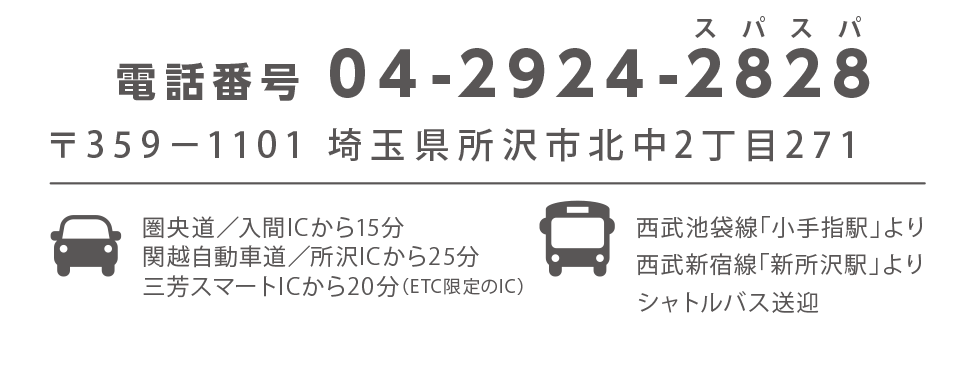 スパスパ
電話番号 04-2924-2828
〒359－1101 埼玉県所沢市北中2丁目271
圏央道／入間ICから15分
関越自動車道／所沢ICから25分
三芳スマートICから20分（ETC限定のIC）
西武池袋線「小手指駅」より
西武新宿線「新所沢駅」より
シャトルバス送迎